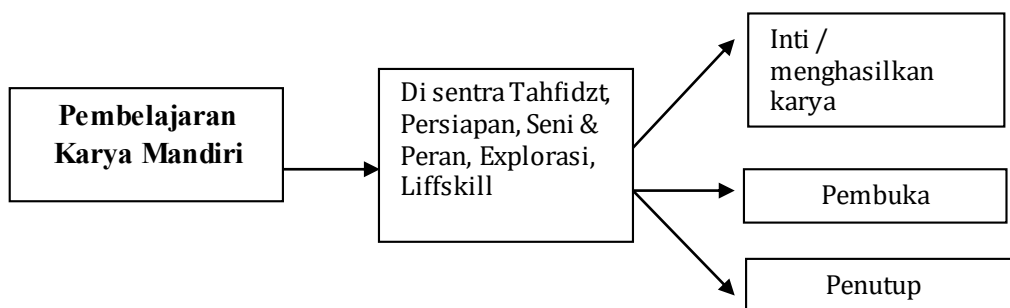 Pembelajaran
Karya Mandiri
Di sentra Tahfidzt,
Persiapan, Seni &
Peran, Explorasi,
Liffskill
Inti /
menghasilkan
karya
Pembuka
Penutup